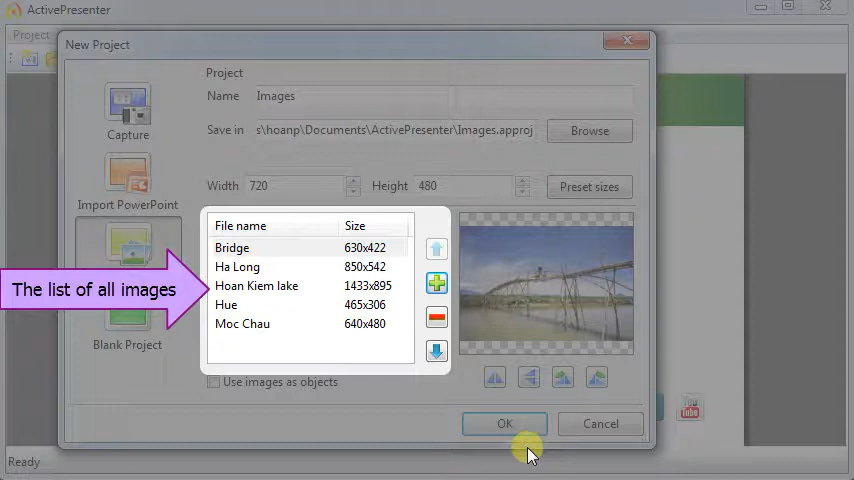 ActivePresenter
Project
New Project
Project
Name Images
Save in s\hoanp\Documents\ActivePresenter\Images.approj Browse
Capture
Width 720 Height 480 Preset sizes
Import PowerPoint
File name Size
Bridge 630x422
Ha Long 850x542
Hoan Kiem lake 1433x895
Hue 465x306
Moc Chau 640x480
The list of all images
Blank Project
Use images as objects
You
Tube
OK Cancel
Ready